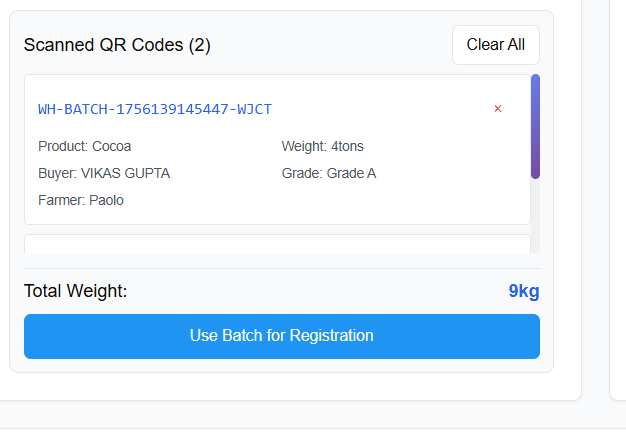 Scanned QR Codes (2)
Clear All
WH-BATCH-1756139145447-WJCT
×
Product: Cocoa
Weight: 4tons
Buyer: VIKAS GUPTA
Grade: Grade A
Farmer: Paolo
Total Weight:
9kg
Use Batch for Registration